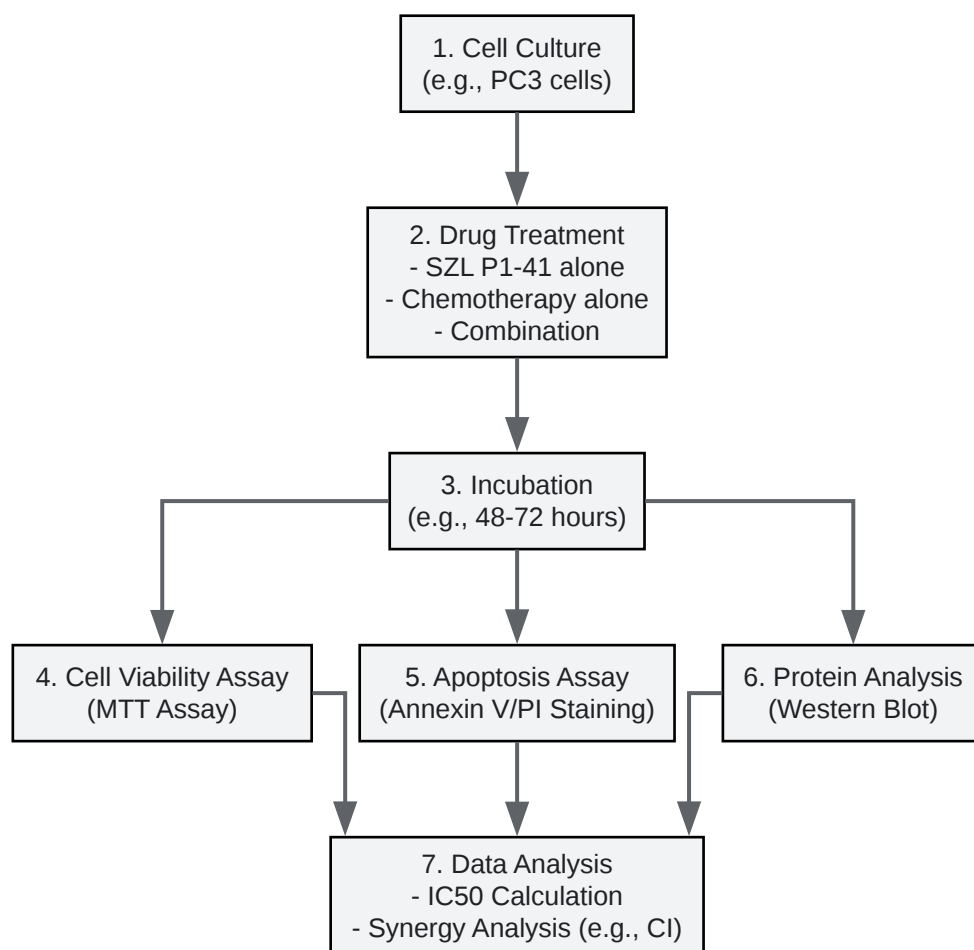 1. Cell Culture
(e.g., PC3 cells)
2. Drug Treatment
- SZL P1-41 alone
- Chemotherapy alone
- Combination
3. Incubation
(e.g., 48-72 hours)
4. Cell Viability Assay
(MTT Assay)
5. Apoptosis Assay
(Annexin V/PI Staining)
6. Protein Analysis
(Western Blot)
7. Data Analysis
- IC50 Calculation
- Synergy Analysis (e.g., CI)